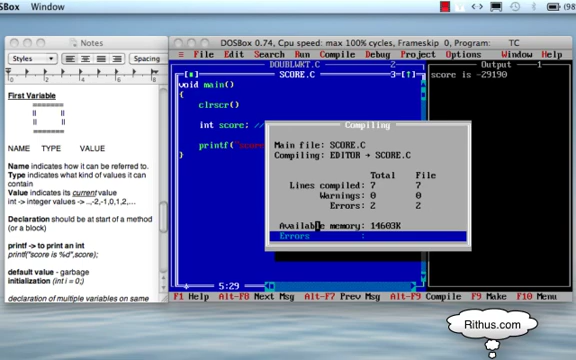 SBox Window (98
Notes
DOSBox 0.74, Cpu speed: max 100% cycles, Frameskip 0, Program: TC
Styles Spacing
≡ File Edit Search Run Compile Debug Project Options Window Help
DOUBLWKT.C 2
SCORE.C 3=[↑]
Output 1
score is -29190
First Variable
=======
|| ||
|| ||
=======
NAME TYPE VALUE
Name indicates how it can be referred to.
Type indicates what kind of values it can
contain
Value indicates its current value
int -> integer values -> ..,-2,-1,0,1,2,...
Declaration should be at start of a method
(or a block)
printf -> to print an int
printf("score is %d",score);
default value - garbage
initialization (int i = 0;)
declaration of multiple variables on same
void main()
{
clrscr()
int score; //
printf("score
}
5:29
Compiling
Main file: SCORE.C
Compiling: EDITOR → SCORE.C
Total File
Lines compiled: 7 7
Warnings: 0 0
Errors: 2 2
Available memory: 14603K
Errors :
F1 Help Alt-F8 Next Msg Alt-F7 Prev Msg Alt-F9 Compile F9 Make F10 Menu
Rithus.com